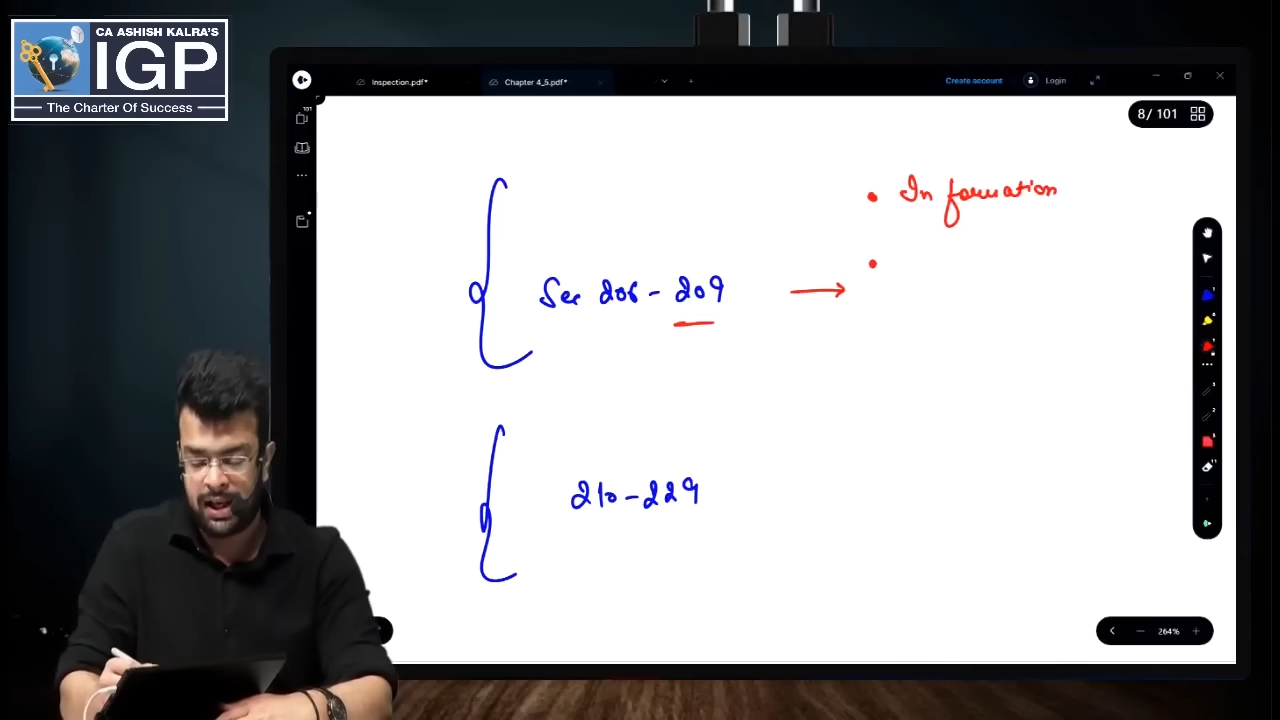 CA ASHISH KALRA'S
IGP
The Charter Of Success
Inspection.pdf*
Chapter 4_5.pdf*
Create account
Login
8/ 101
101
• Information
•
Sec 206 - 209 →
210 - 229
264%